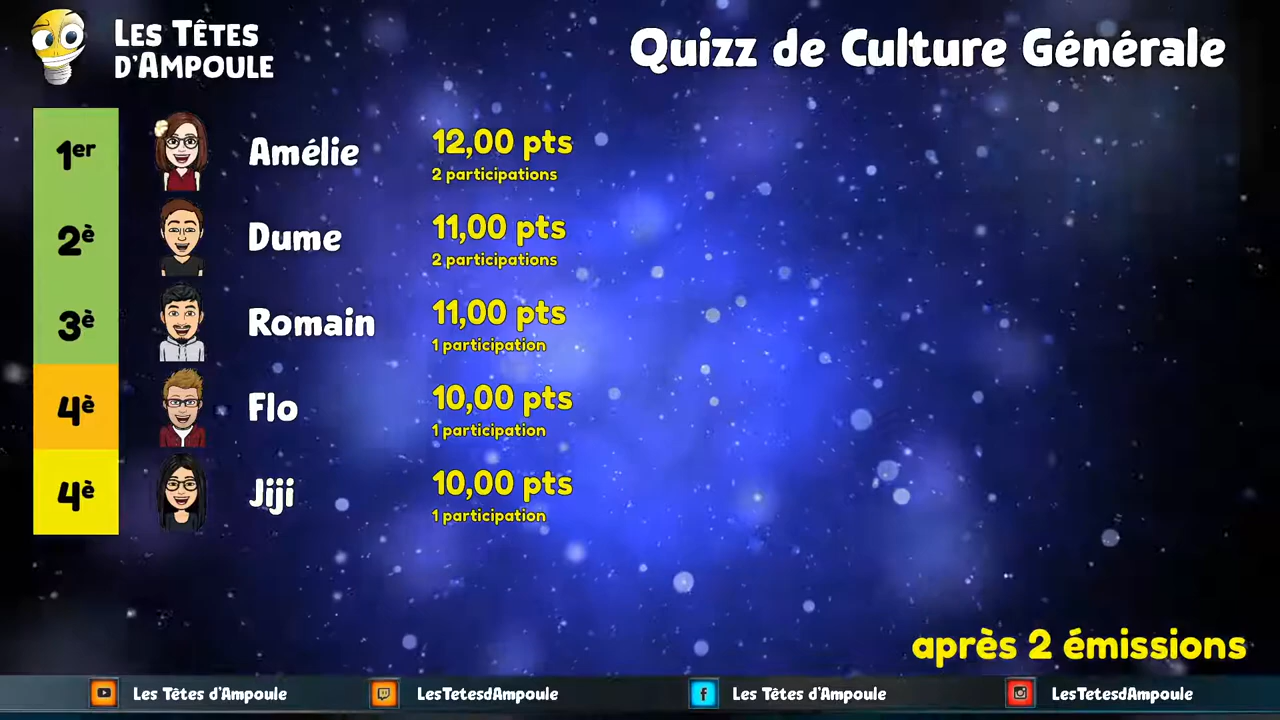 Les Têtes
d'Ampoule
Quizz de Culture Générale
1er
Amélie
12,00 pts
2 participations
2è
Dume
11,00 pts
2 participations
3è
Romain
11,00 pts
1 participation
4è
Flo
10,00 pts
1 participation
4è
Jiji
10,00 pts
1 participation
après 2 émissions
Les Têtes d'Ampoule
LesTetesdAmpoule
Les Têtes d'Ampoule
LesTetesdAmpoule